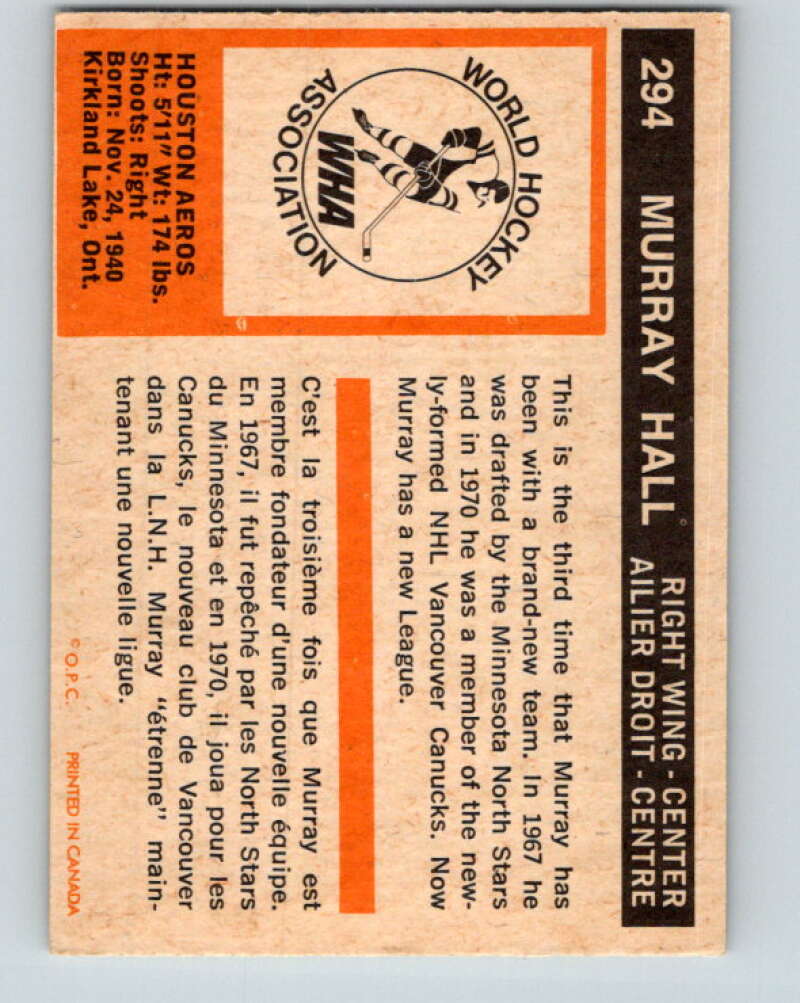 294 MURRAY HALL
RIGHT WING - CENTER
AILIER DROIT - CENTRE
WORLD HOCKEY
ASSOCIATION
WHA
HOUSTON AEROS
Ht: 5'11" Wt: 174 lbs.
Shoots: Right
Born: Nov. 24, 1940
Kirkland Lake, Ont.
This is the third time that Murray has
been with a brand-new team. In 1967 he
was drafted by the Minnesota North Stars
and in 1970 he was a member of the new-
ly-formed NHL Vancouver Canucks. Now
Murray has a new League.
C'est la troisième fois que Murray est
membre fondateur d'une nouvelle équipe.
En 1967, il fut repêché par les North Stars
du Minnesota et en 1970, il joua pour les
Canucks, le nouveau club de Vancouver
dans la L.N.H. Murray "étrenne" main-
tenant une nouvelle ligue.
© O.P.C. PRINTED IN CANADA